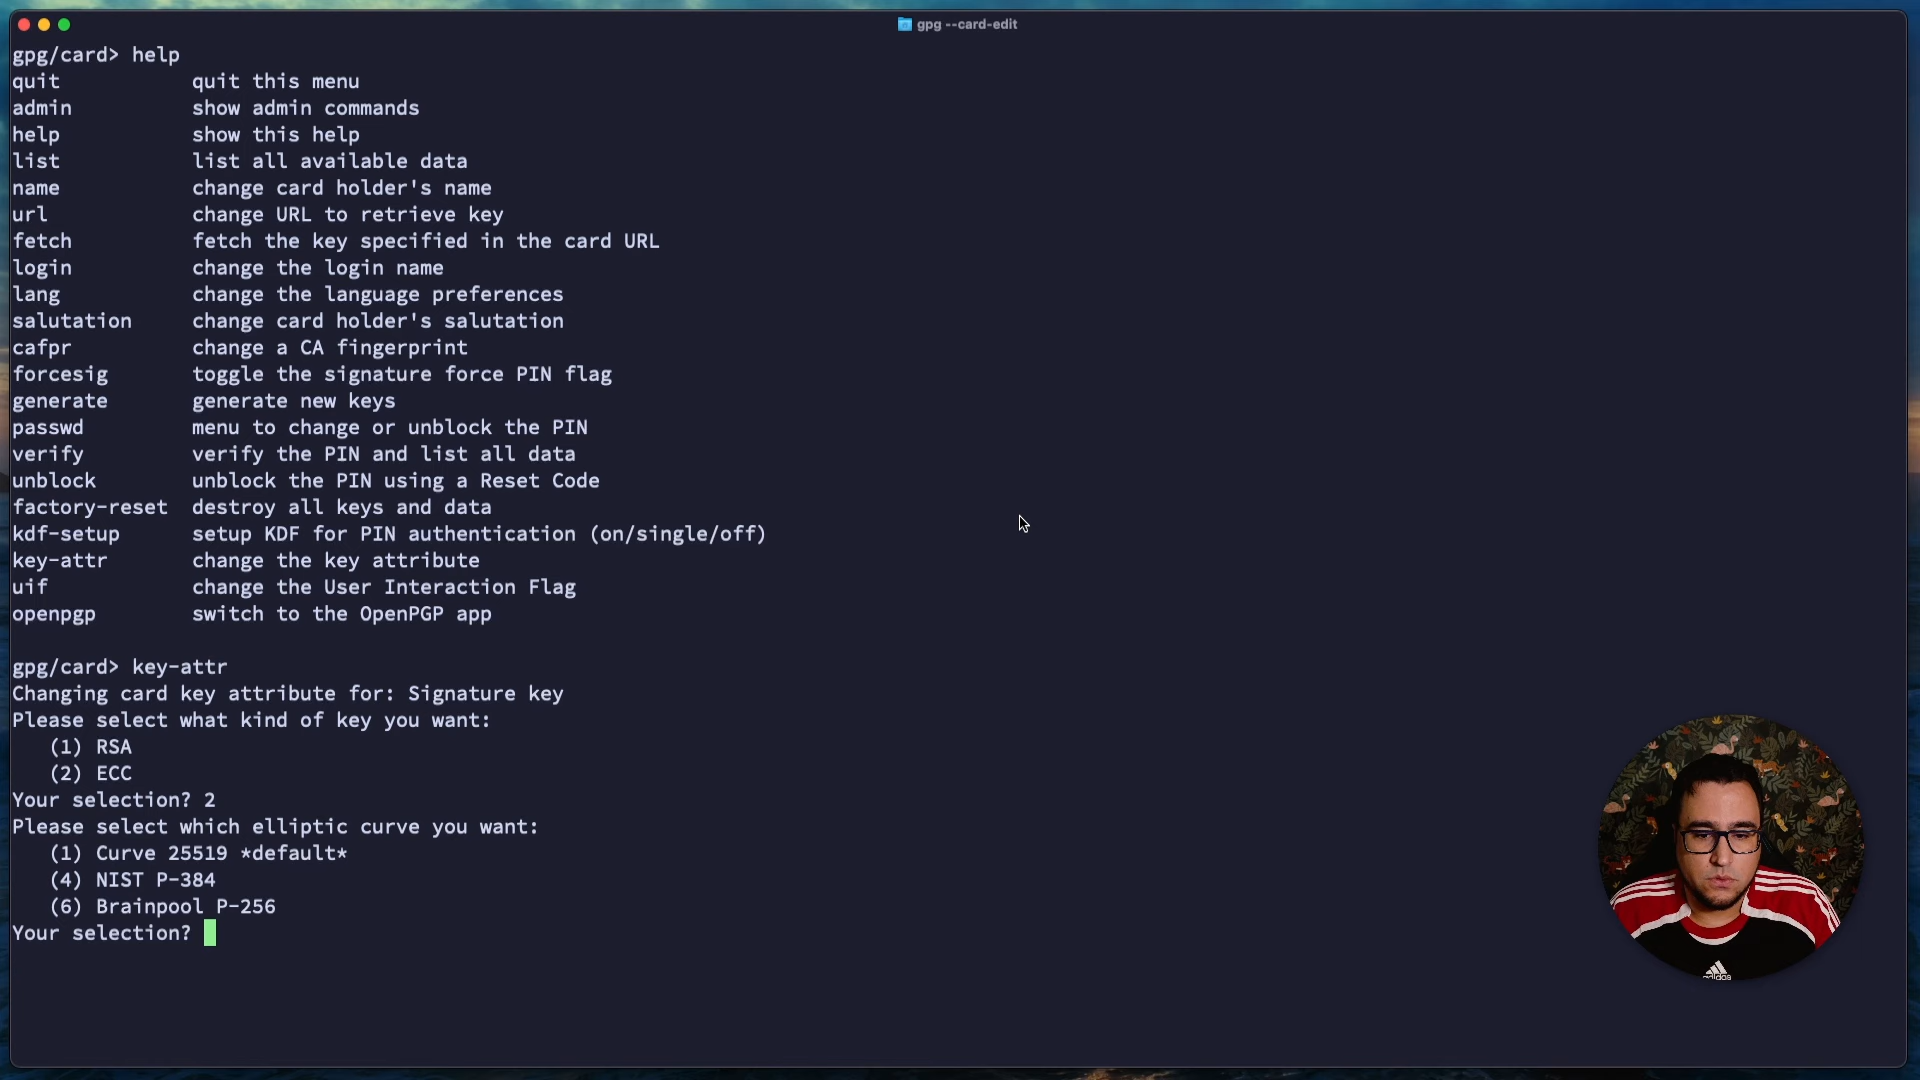 gpg --card-edit
gpg/card> help
quit quit this menu
admin show admin commands
help show this help
list list all available data
name change card holder's name
url change URL to retrieve key
fetch fetch the key specified in the card URL
login change the login name
lang change the language preferences
salutation change card holder's salutation
cafpr change a CA fingerprint
forcesig toggle the signature force PIN flag
generate generate new keys
passwd menu to change or unblock the PIN
verify verify the PIN and list all data
unblock unblock the PIN using a Reset Code
factory-reset destroy all keys and data
kdf-setup setup KDF for PIN authentication (on/single/off)
key-attr change the key attribute
uif change the User Interaction Flag
openpgp switch to the OpenPGP app
gpg/card> key-attr
Changing card key attribute for: Signature key
Please select what kind of key you want:
(1) RSA
(2) ECC
Your selection? 2
Please select which elliptic curve you want:
(1) Curve 25519 *default*
(4) NIST P-384
(6) Brainpool P-256
Your selection?
adidas